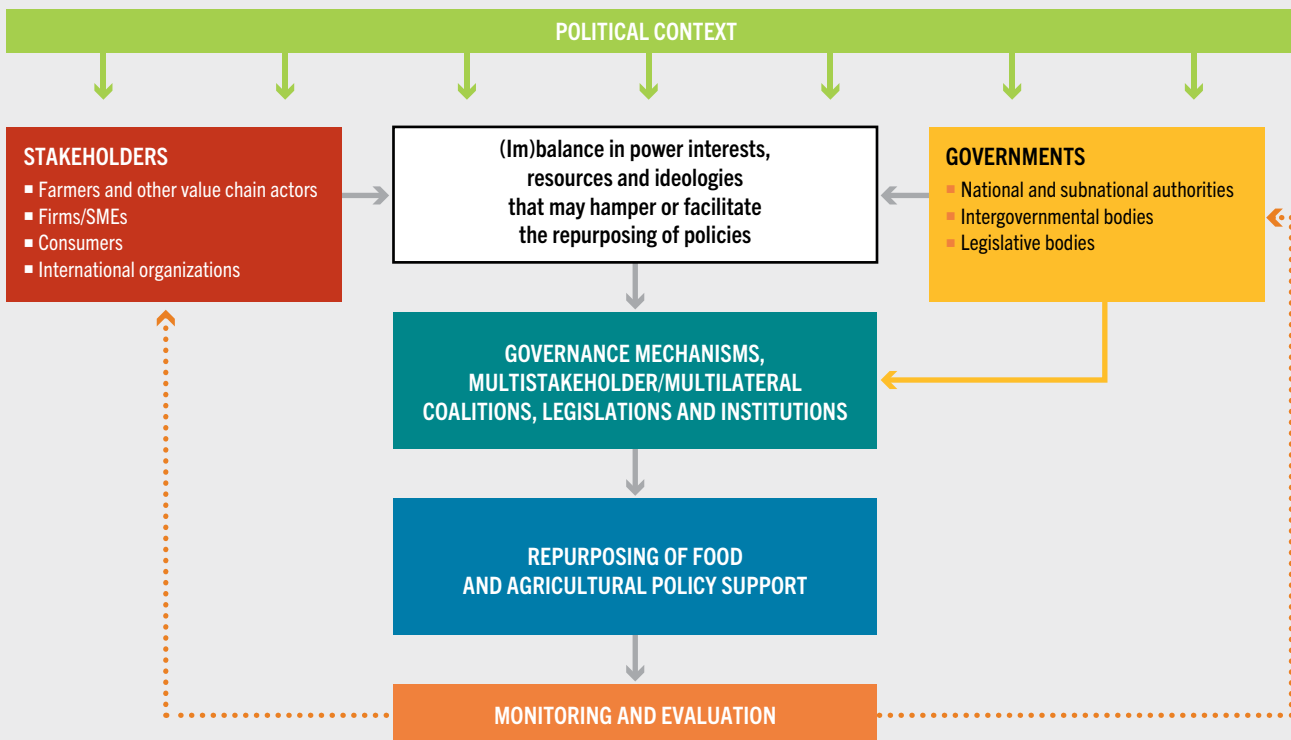 POLITICAL CONTEXT
STAKEHOLDERS
▪ Farmers and other value chain actors
▪ Firms/SMEs
▪ Consumers
▪ International organizations
(Im)balance in power interests,
resources and ideologies
that may hamper or facilitate
the repurposing of policies
GOVERNMENTS
▪ National and subnational authorities
▪ Intergovernmental bodies
▪ Legislative bodies
GOVERNANCE MECHANISMS,
MULTISTAKEHOLDER/MULTILATERAL
COALITIONS, LEGISLATIONS AND INSTITUTIONS
REPURPOSING OF FOOD
AND AGRICULTURAL POLICY SUPPORT
MONITORING AND EVALUATION